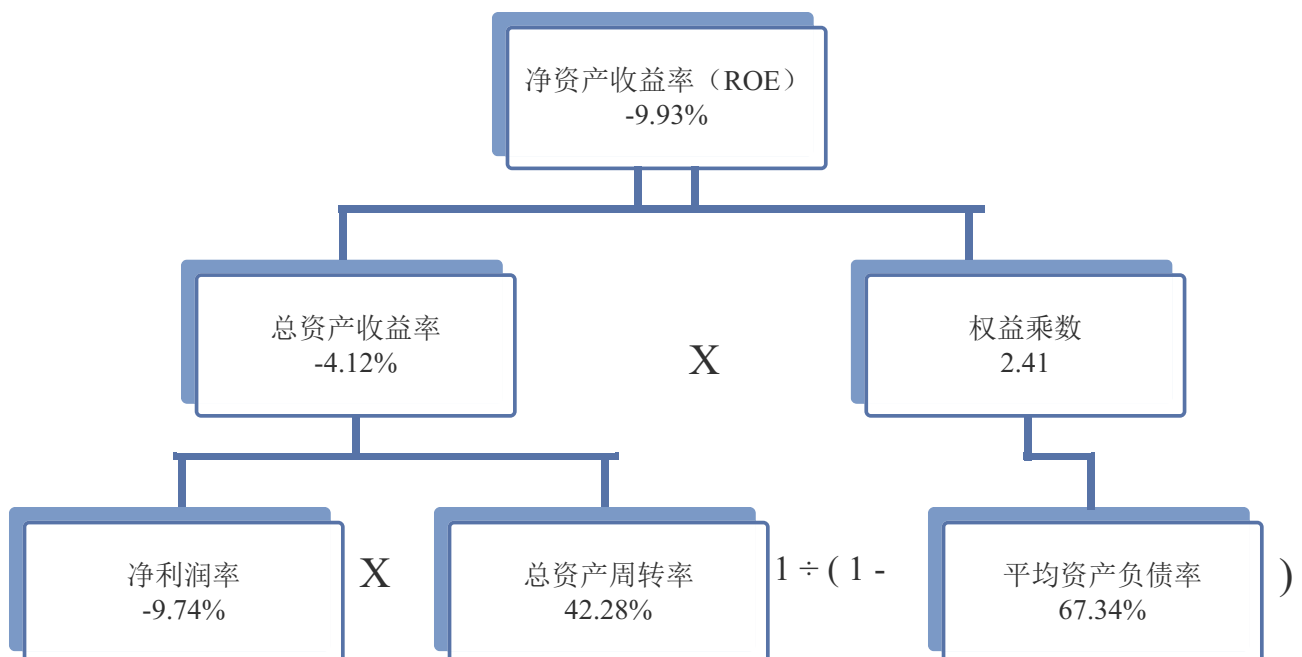 净资产收益率（ROE）
-9.93%
总资产收益率
-4.12%
X
权益乘数
2.41
净利润率
-9.74%
X
总资产周转率
42.28%
1 ÷ ( 1 -
平均资产负债率
67.34%
)